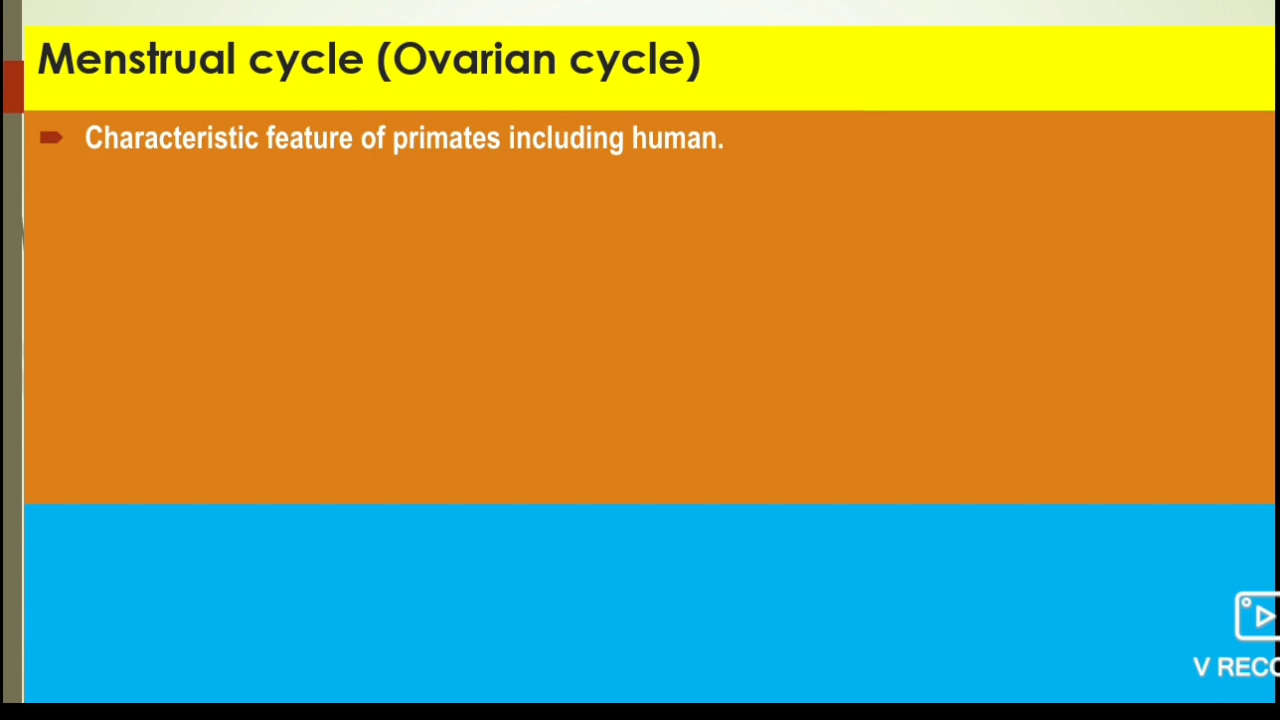 Menstrual cycle (Ovarian cycle)
Characteristic feature of primates including human.
V RECO